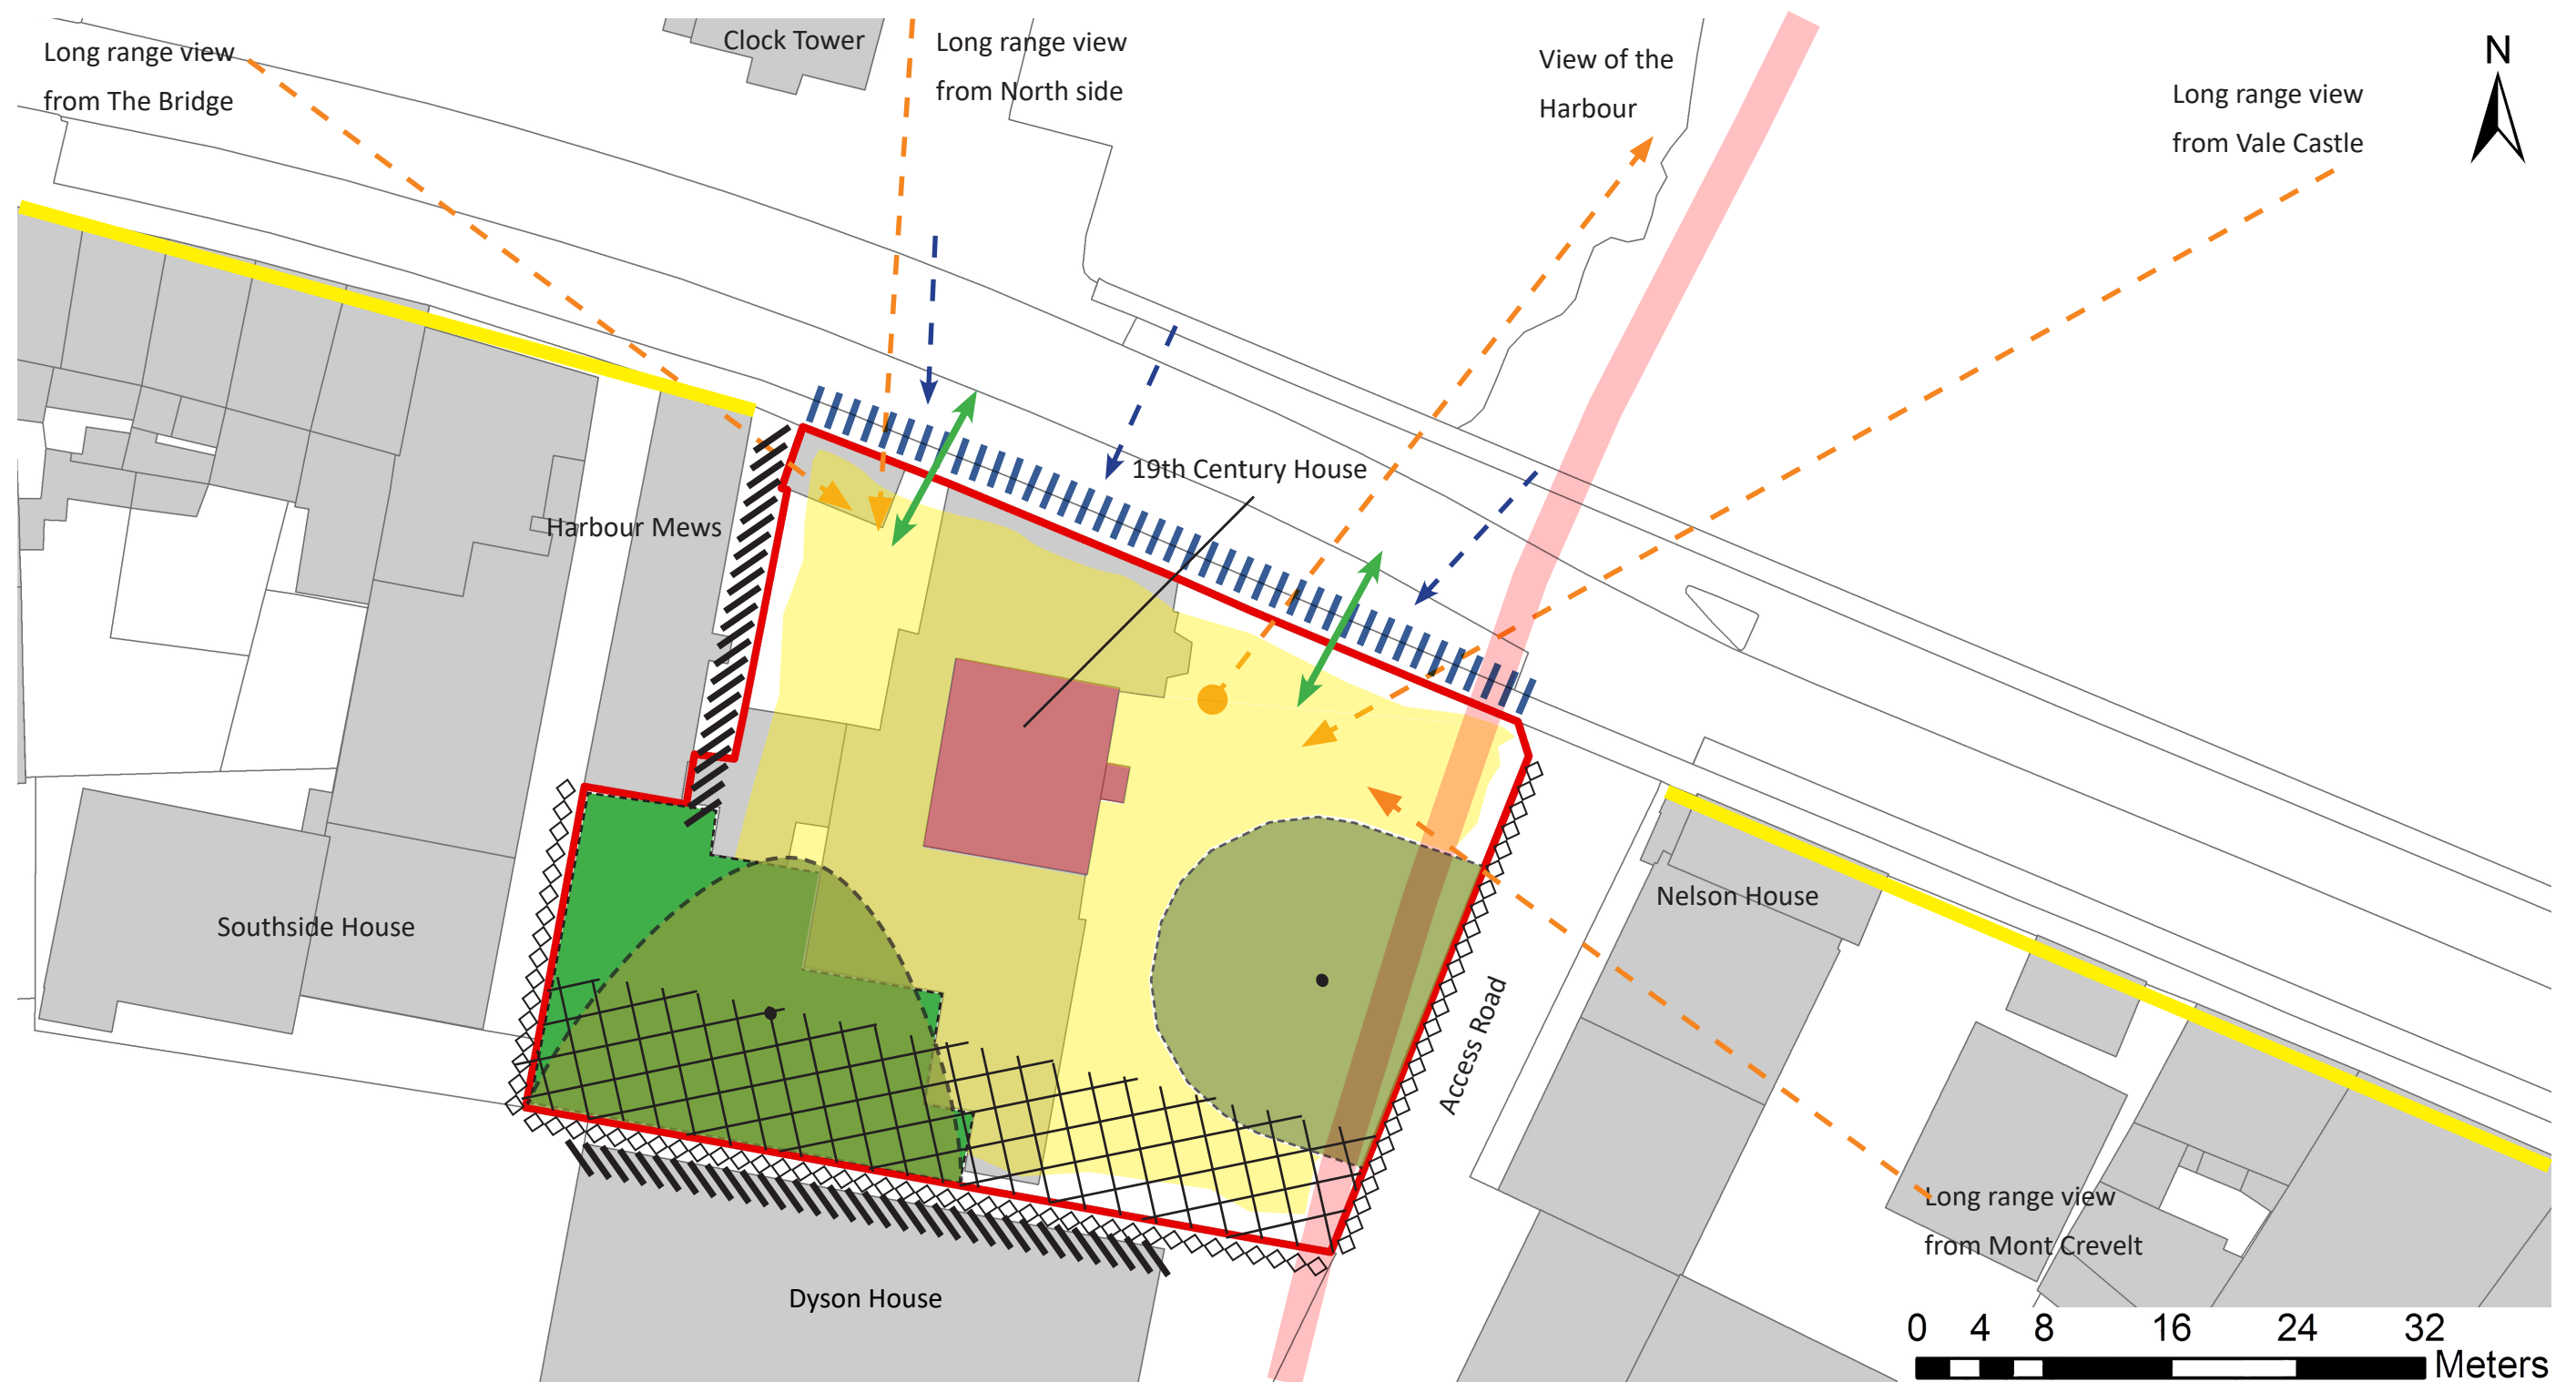 Long range view
from The Bridge
Clock Tower
Long range view
from North side
View of the
Harbour
Long range view
from Vale Castle
N
19th Century House
Harbour Mews
Southside House
Nelson House
Access Road
Long range view
from Mont Crevelt
Dyson House
0 4 8 16 24 32
Meters